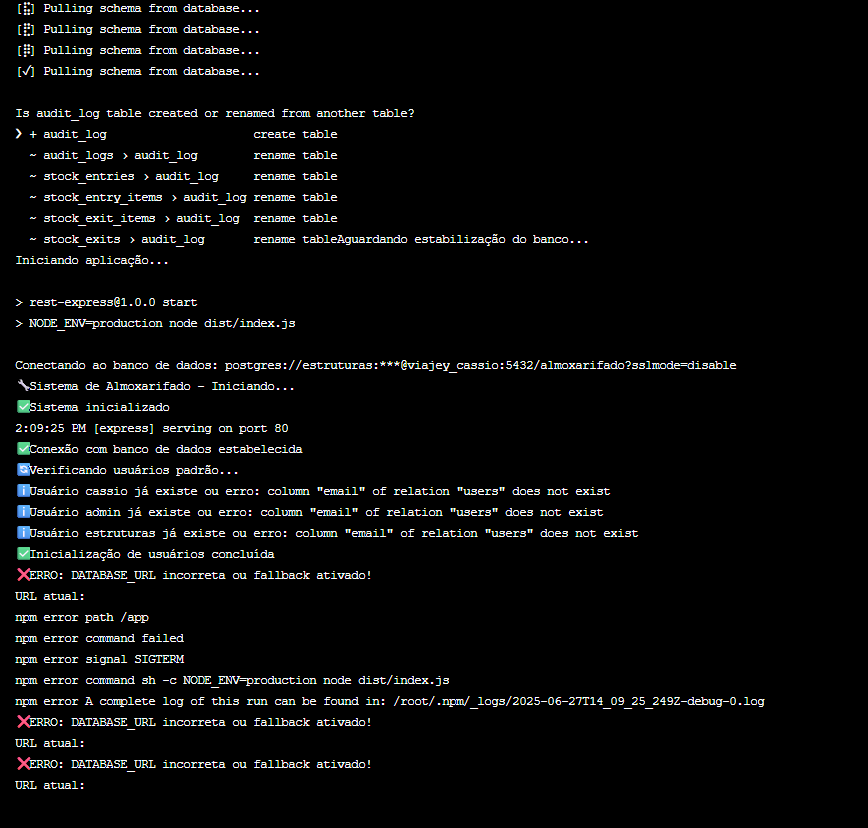 [⣯] Pulling schema from database...
[⣟] Pulling schema from database...
[⡿] Pulling schema from database...
[✓] Pulling schema from database...
Is audit_log table created or renamed from another table?
❯ + audit_log create table
~ audit_logs › audit_log rename table
~ stock_entries › audit_log rename table
~ stock_entry_items › audit_log rename table
~ stock_exit_items › audit_log rename table
~ stock_exits › audit_log rename tableAguardando estabilização do banco...
Iniciando aplicação...
> rest-express@1.0.0 start
> NODE_ENV=production node dist/index.js
Conectando ao banco de dados: postgres://estruturas:***@viajey_cassio:5432/almoxarifado?sslmode=disable
🔧Sistema de Almoxarifado - Iniciando...
✅Sistema inicializado
2:09:25 PM [express] serving on port 80
✅Conexão com banco de dados estabelecida
🔄Verificando usuários padrão...
ℹ️Usuário cassio já existe ou erro: column "email" of relation "users" does not exist
ℹ️Usuário admin já existe ou erro: column "email" of relation "users" does not exist
ℹ️Usuário estruturas já existe ou erro: column "email" of relation "users" does not exist
✅Inicialização de usuários concluída
❌ERRO: DATABASE_URL incorreta ou fallback ativado!
URL atual:
npm error path /app
npm error command failed
npm error signal SIGTERM
npm error command sh -c NODE_ENV=production node dist/index.js
npm error A complete log of this run can be found in: /root/.npm/_logs/2025-06-27T14_09_25_249Z-debug-0.log
❌ERRO: DATABASE_URL incorreta ou fallback ativado!
URL atual:
❌ERRO: DATABASE_URL incorreta ou fallback ativado!
URL atual: